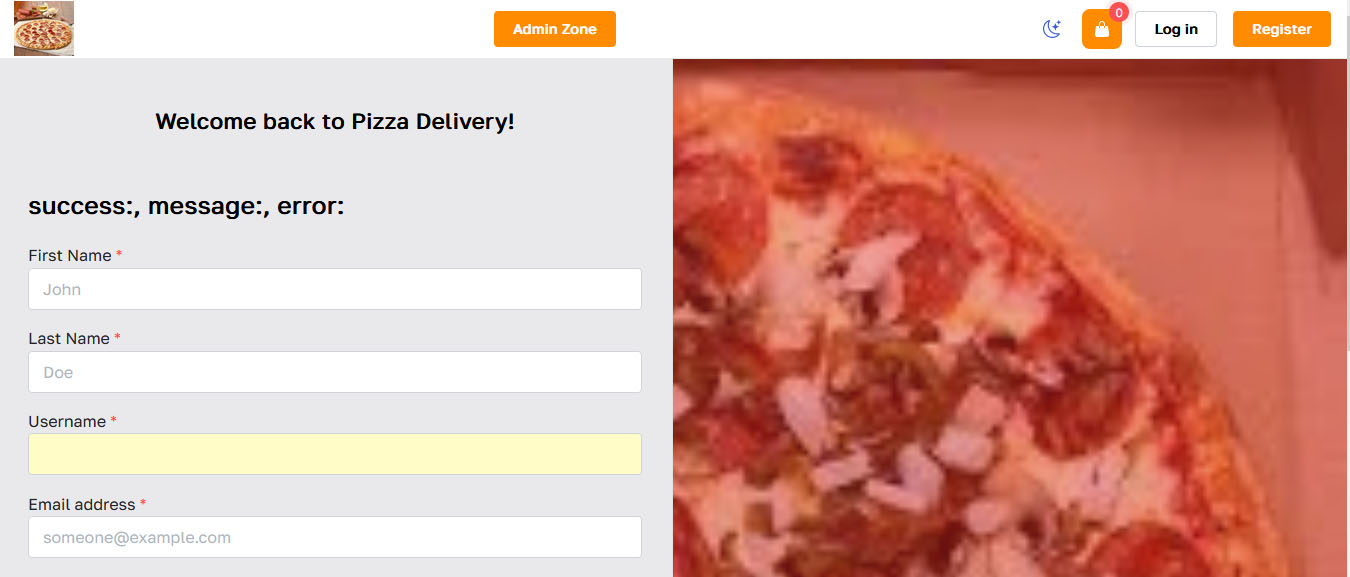 Admin Zone
0
Log in
Register
Welcome back to Pizza Delivery!
success:, message:, error:
First Name *
John
Last Name *
Doe
Username *
Email address *
someone@example.com